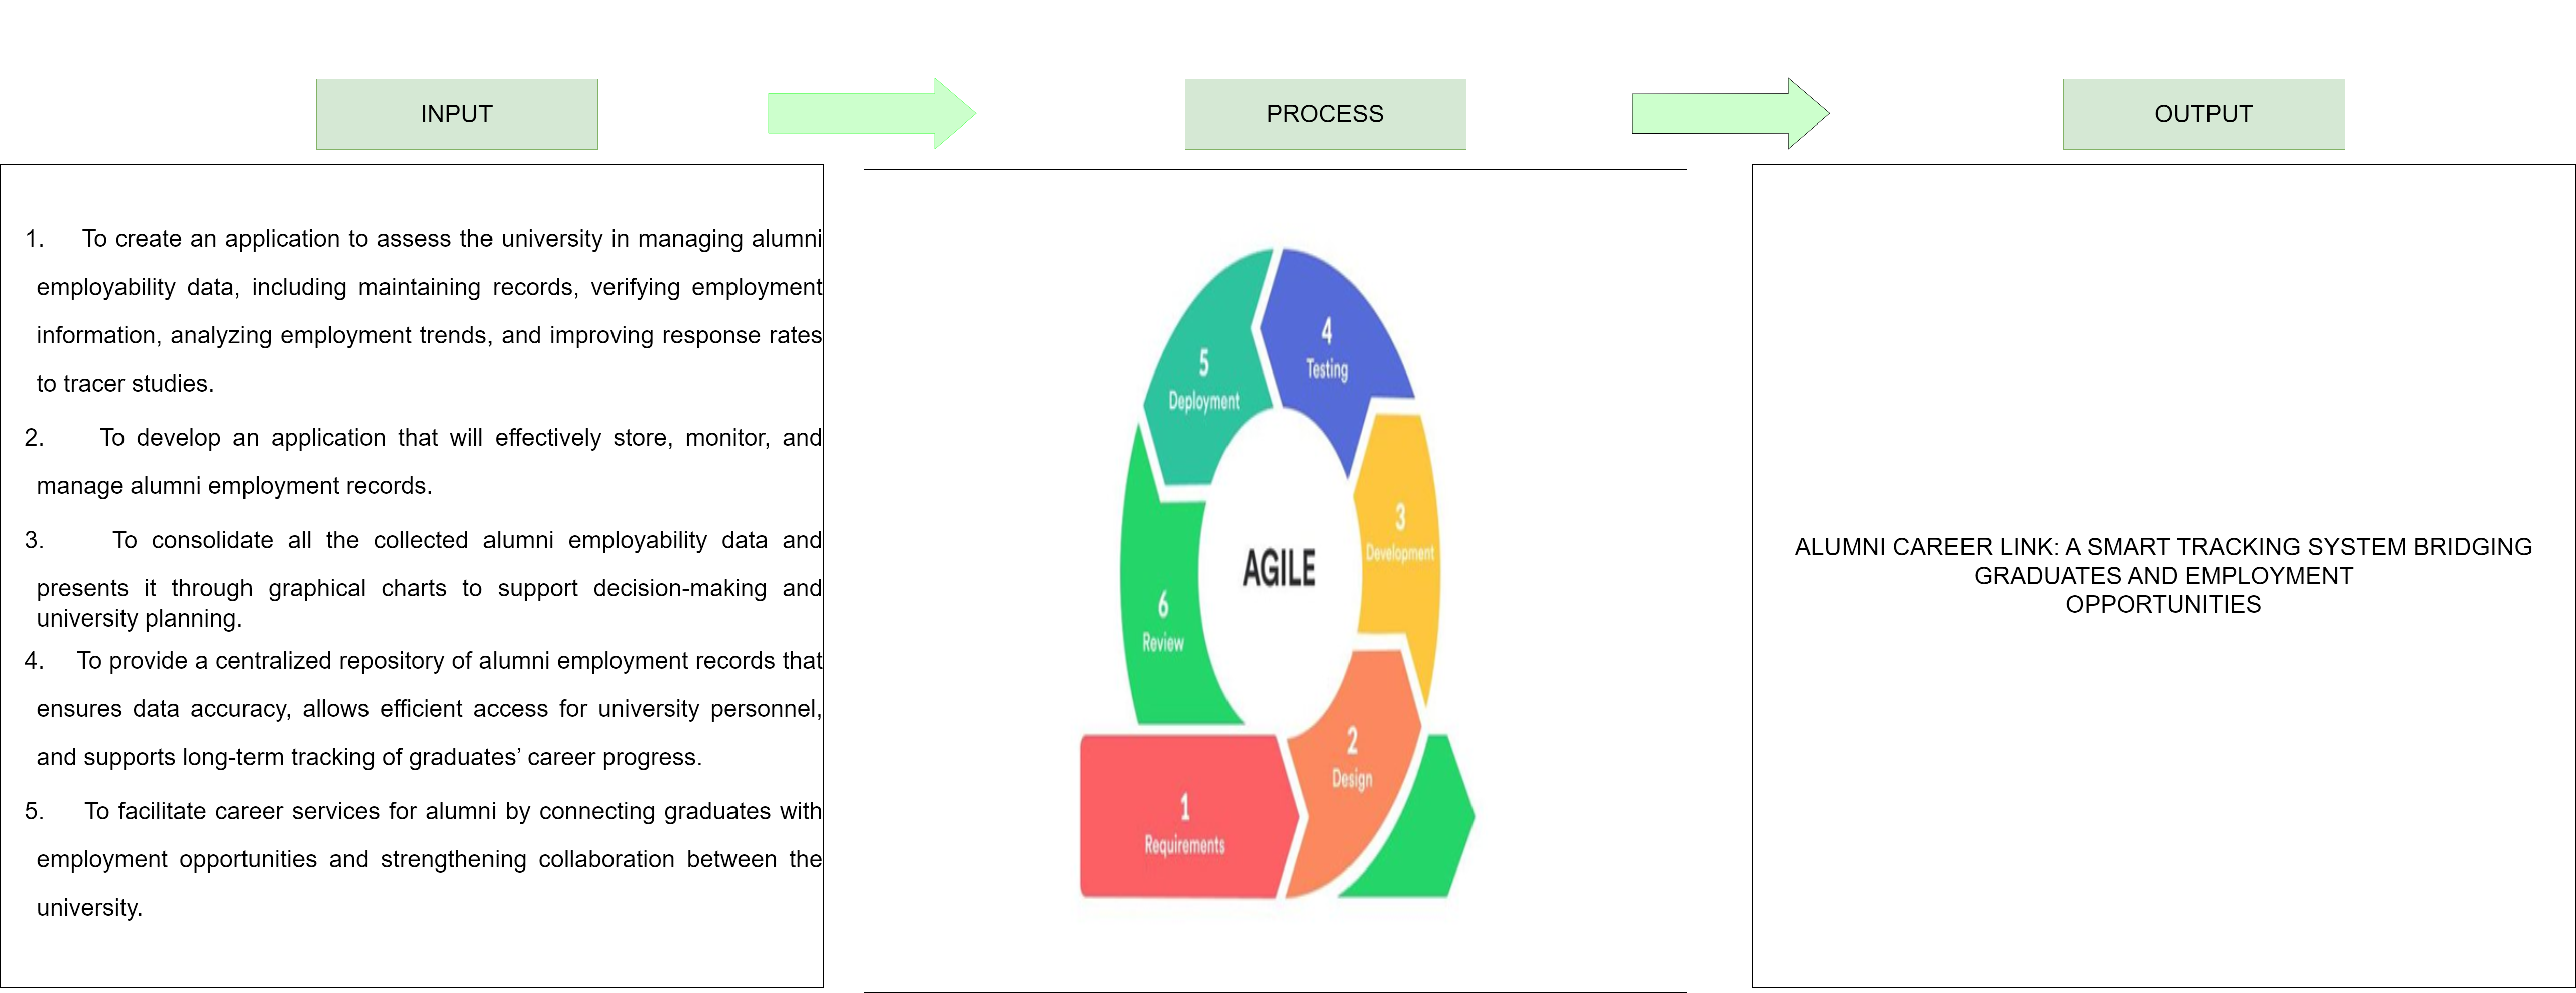 INPUT
PROCESS
OUTPUT
1. To create an application to assess the university in managing alumni
employability data, including maintaining records, verifying employment
information, analyzing employment trends, and improving response rates
to tracer studies.
2. To develop an application that will effectively store, monitor, and
manage alumni employment records.
3. To consolidate all the collected alumni employability data and
presents it through graphical charts to support decision-making and
university planning.
4. To provide a centralized repository of alumni employment records that
ensures data accuracy, allows efficient access for university personnel,
and supports long-term tracking of graduates’ career progress.
5. To facilitate career services for alumni by connecting graduates with
employment opportunities and strengthening collaboration between the
university.
AGILE
1
Requirements
2
Design
3
Development
4
Testing
5
Deployment
6
Review
ALUMNI CAREER LINK: A SMART TRACKING SYSTEM BRIDGING
GRADUATES AND EMPLOYMENT
OPPORTUNITIES